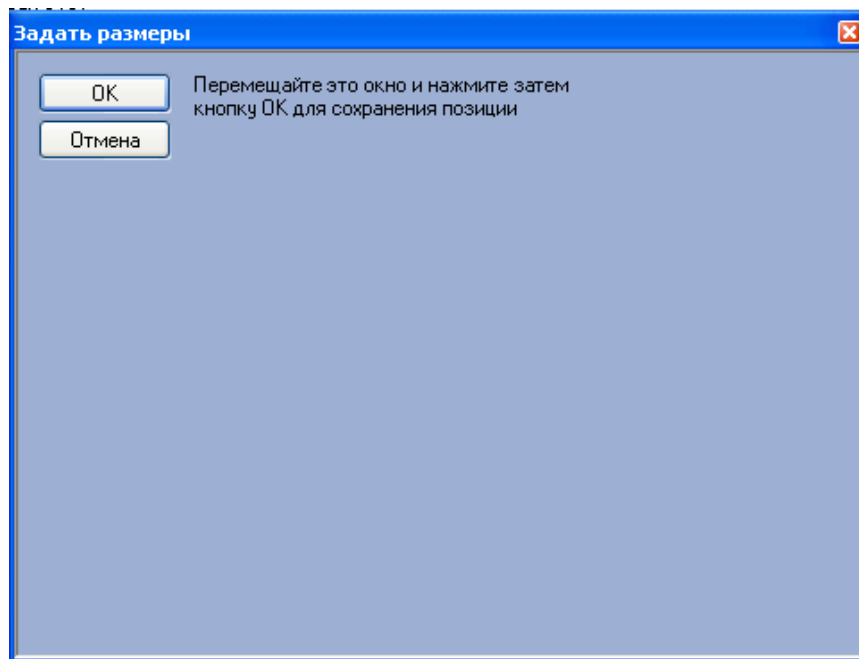 Задать размеры
OK
Перемещайте это окно и нажмите затем
кнопку OK для сохранения позиции
Отмена